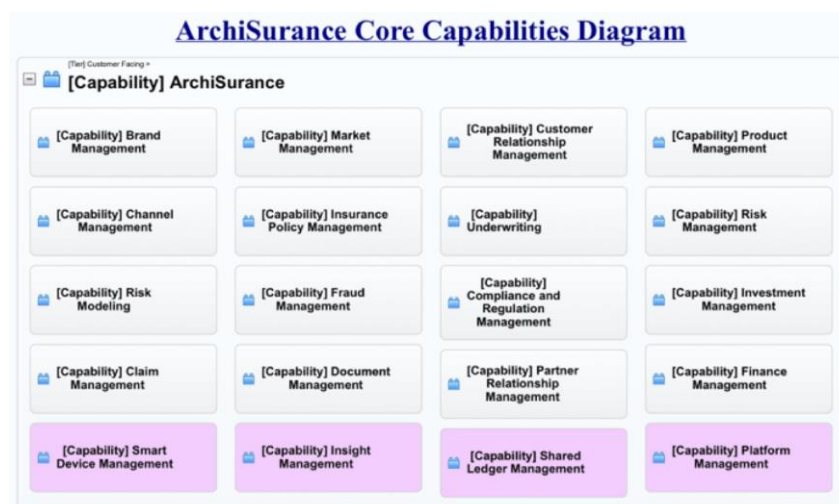 ArchiSurance Core Capabilities Diagram
[Tier] Customer Facing »
[Capability] ArchiSurance
[Capability] Brand
Management
[Capability] Market
Management
[Capability] Customer
Relationship
Management
[Capability] Product
Management
[Capability] Channel
Management
[Capability] Insurance
Policy Management
[Capability]
Underwriting
[Capability] Risk
Management
[Capability] Risk
Modeling
[Capability] Fraud
Management
[Capability]
Compliance and
Regulation
Management
[Capability] Investment
Management
[Capability] Claim
Management
[Capability] Document
Management
[Capability] Partner
Relationship
Management
[Capability] Finance
Management
[Capability] Smart
Device Management
[Capability] Insight
Management
[Capability] Shared
Ledger Management
[Capability] Platform
Management